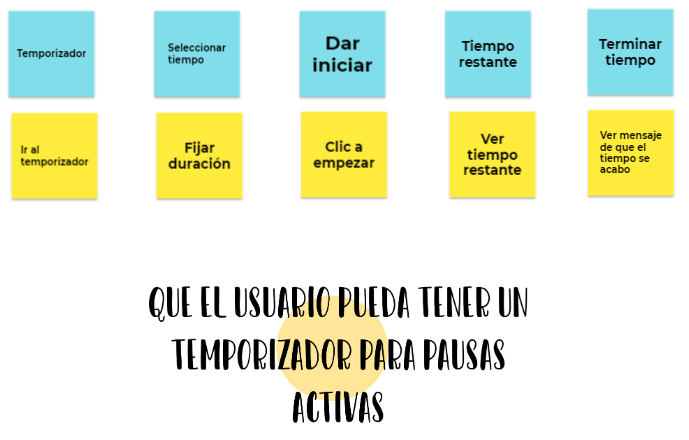 Temporizador
Seleccionar
tiempo
Dar
iniciar
Tiempo
restante
Terminar
tiempo
Ir al
temporizador
Fijar
duración
Clic a
empezar
Ver
tiempo
restante
Ver mensaje
de que el
tiempo se
acabo
QUE EL USUARIO PUEDA TENER UN
TEMPORIZADOR PARA PAUSAS
ACTIVAS